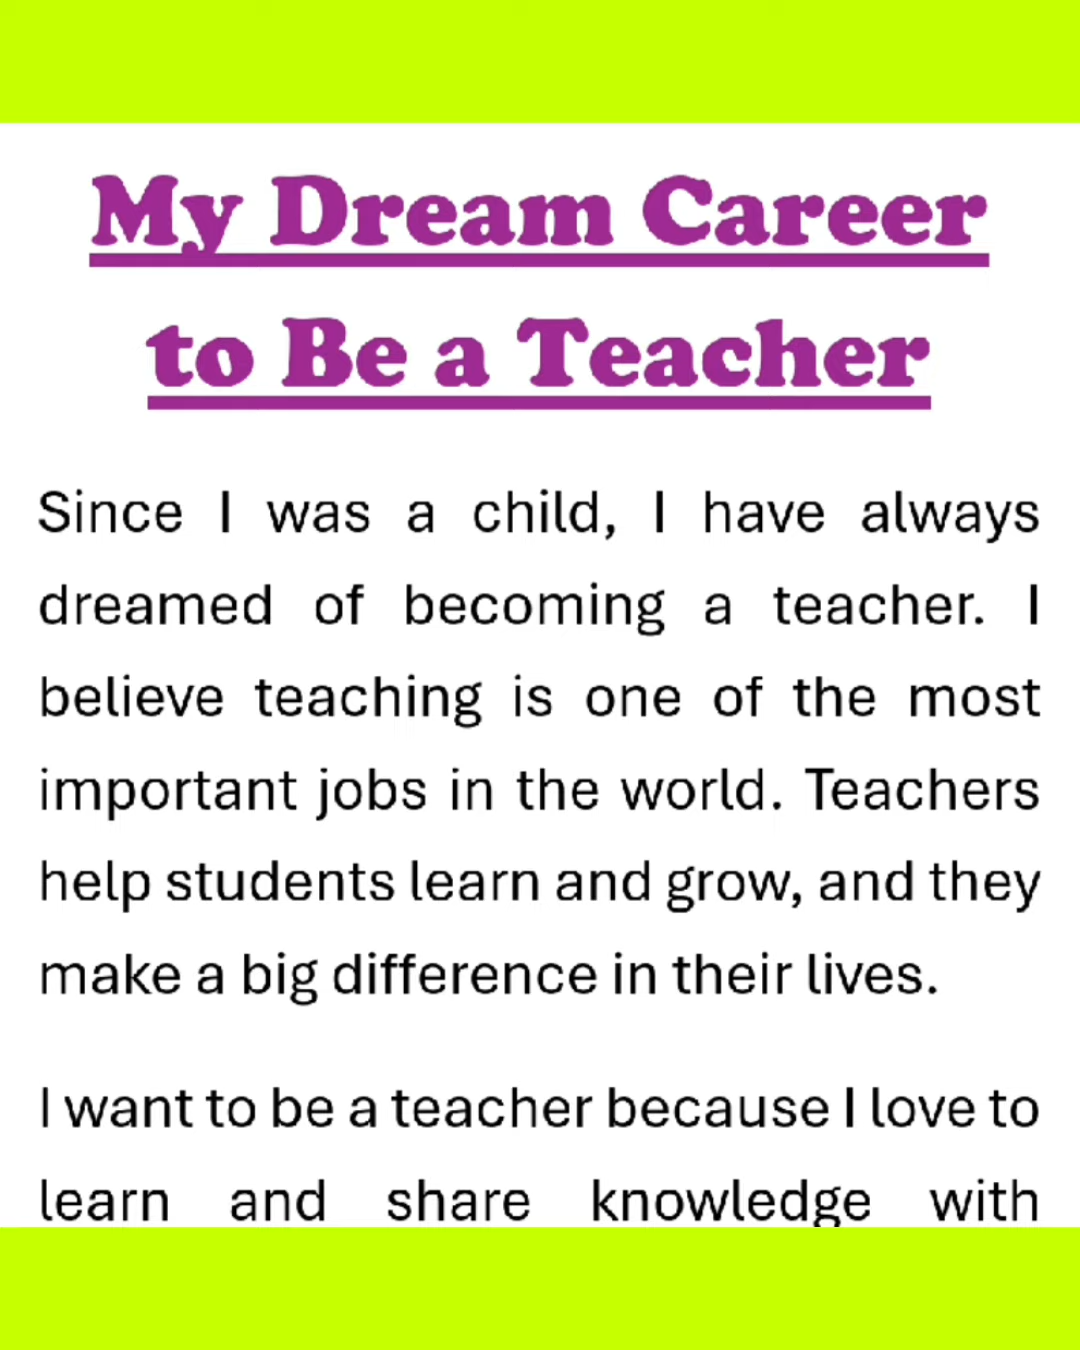 My Dream Career
to Be a Teacher
Since I was a child, I have always
dreamed of becoming a teacher. I
believe teaching is one of the most
important jobs in the world. Teachers
help students learn and grow, and they
make a big difference in their lives.
I want to be a teacher because I love to
learn and share knowledge with